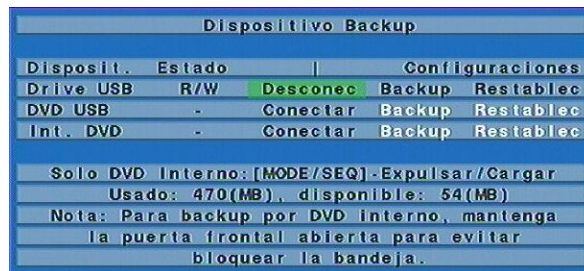 Dispositivo Backup
Disposit. Estado | Configuraciones
Drive USB R/W Desconec Backup Restablec
DVD USB - Conectar Backup Restablec
Int. DVD - Conectar Backup Restablec
Solo DVD Interno:[MODE/SEQ]-Expulsar/Cargar
Usado: 470(MB), disponible: 54(MB)
Nota: Para backup por DVD interno, mantenga
la puerta frontal abierta para evitar
bloquear la bandeja.